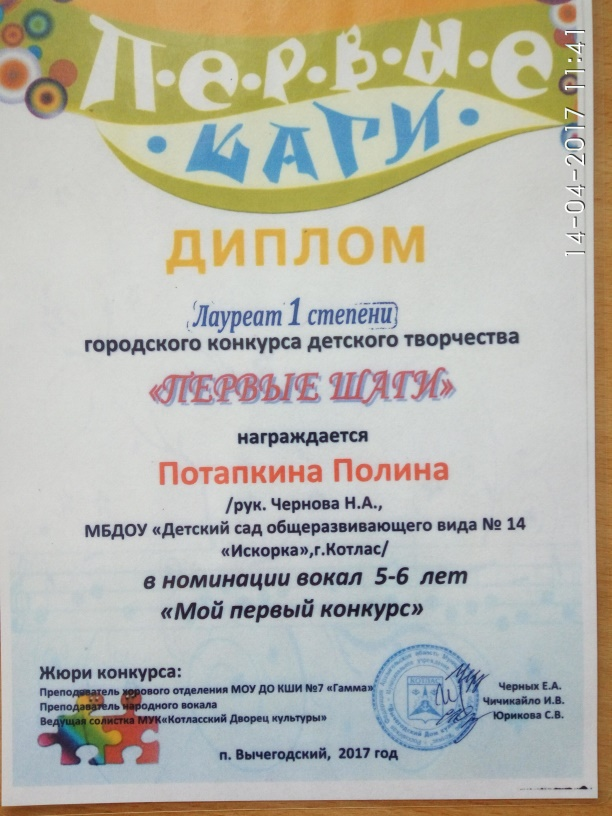 П·е·р·в·ы·е
·ШАГИ·
ДИПЛОМ
Лауреат 1 степени
городского конкурса детского творчества
«ПЕРВЫЕ ШАГИ»
награждается
Потапкина Полина
/рук. Чернова Н.А.,
МБДОУ «Детский сад общеразвивающего вида № 14
«Искорка»,г.Котлас/
в номинации вокал 5-6 лет
«Мой первый конкурс»
Жюри конкурса:
Преподаватель хорового отделения МОУ ДО КШИ №7 «Гамма»
Преподаватель народного вокала
Ведущая солистка МУК«Котласский Дворец культуры»
Черных Е.А.
Чичикайло И.В.
Юрикова С.В.
КОТЛАС
п. Вычегодский, 2017 год
14-04-2017 11:41